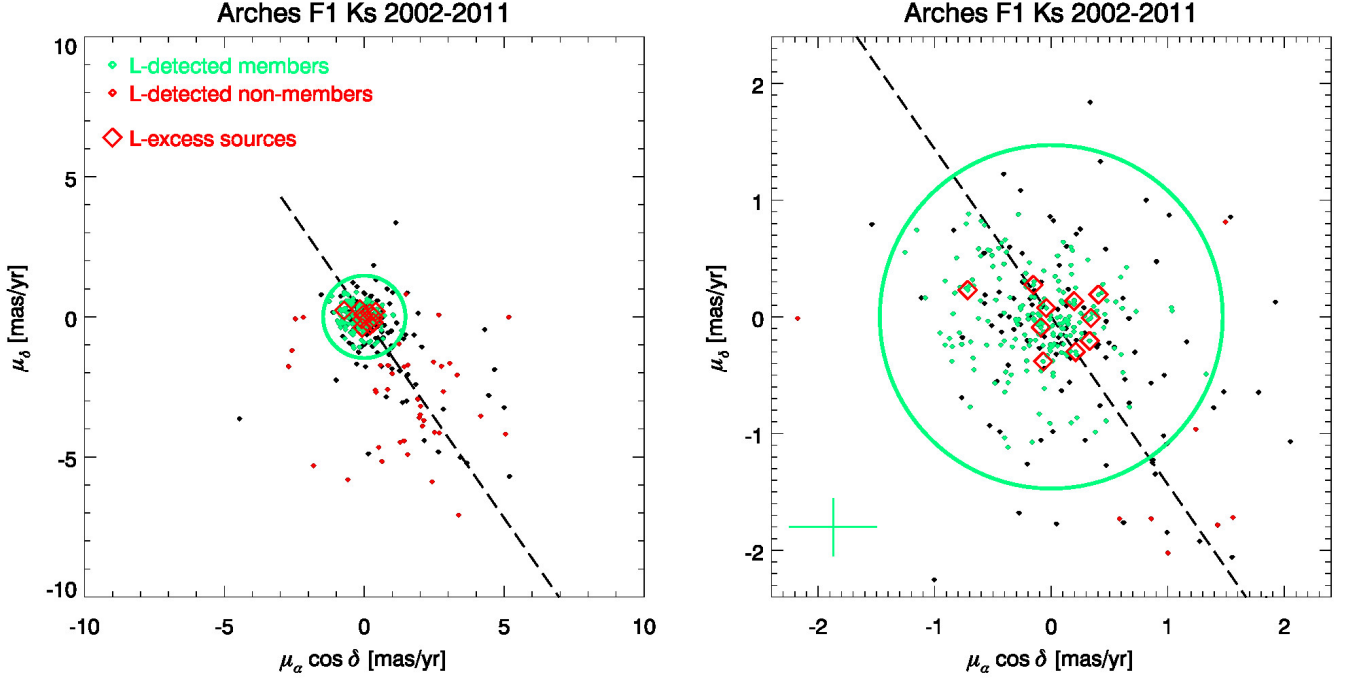 Arches F1 Ks 2002-2011
10
5
0
-5
-10
-10
-5
0
5
10
μδ [mas/yr]
μα cos δ [mas/yr]
L-detected members
L-detected non-members
L-excess sources
Arches F1 Ks 2002-2011
2
1
0
-1
-2
-2
-1
0
1
2
μδ [mas/yr]
μα cos δ [mas/yr]